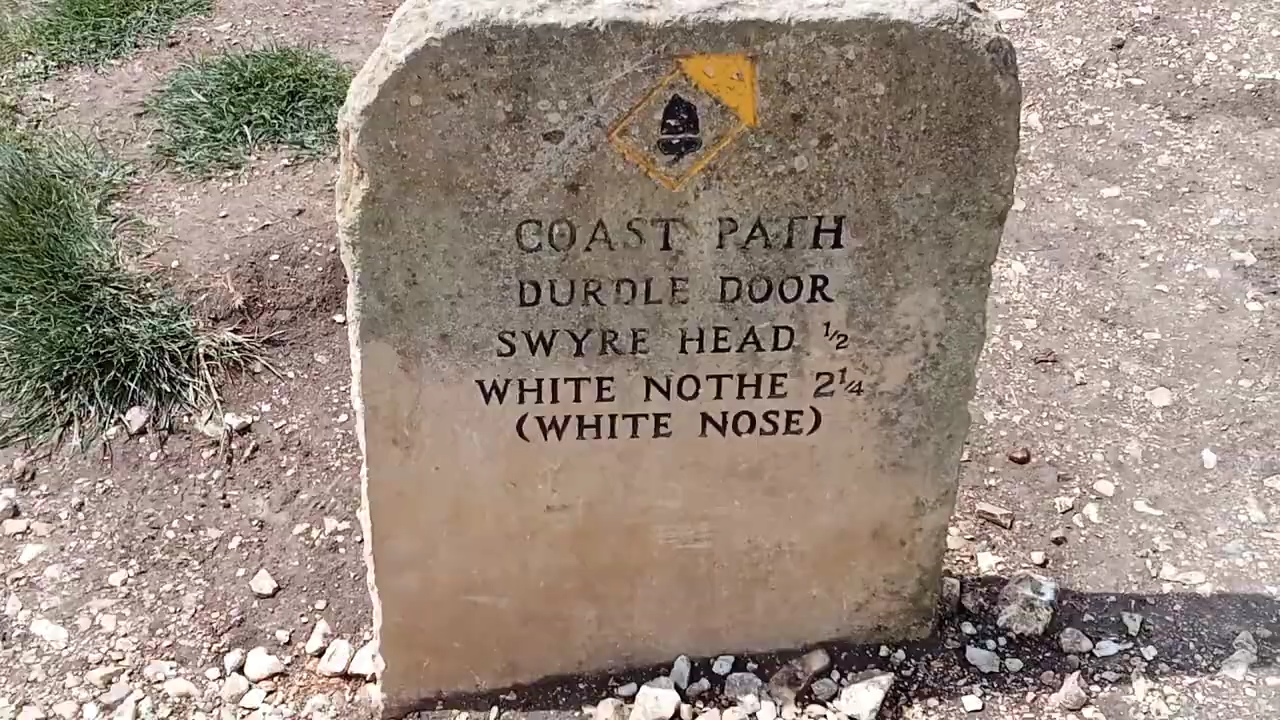 COAST PATH
DURDLE DOOR
SWYRE HEAD ½
WHITE NOTHE 2¼
(WHITE NOSE)